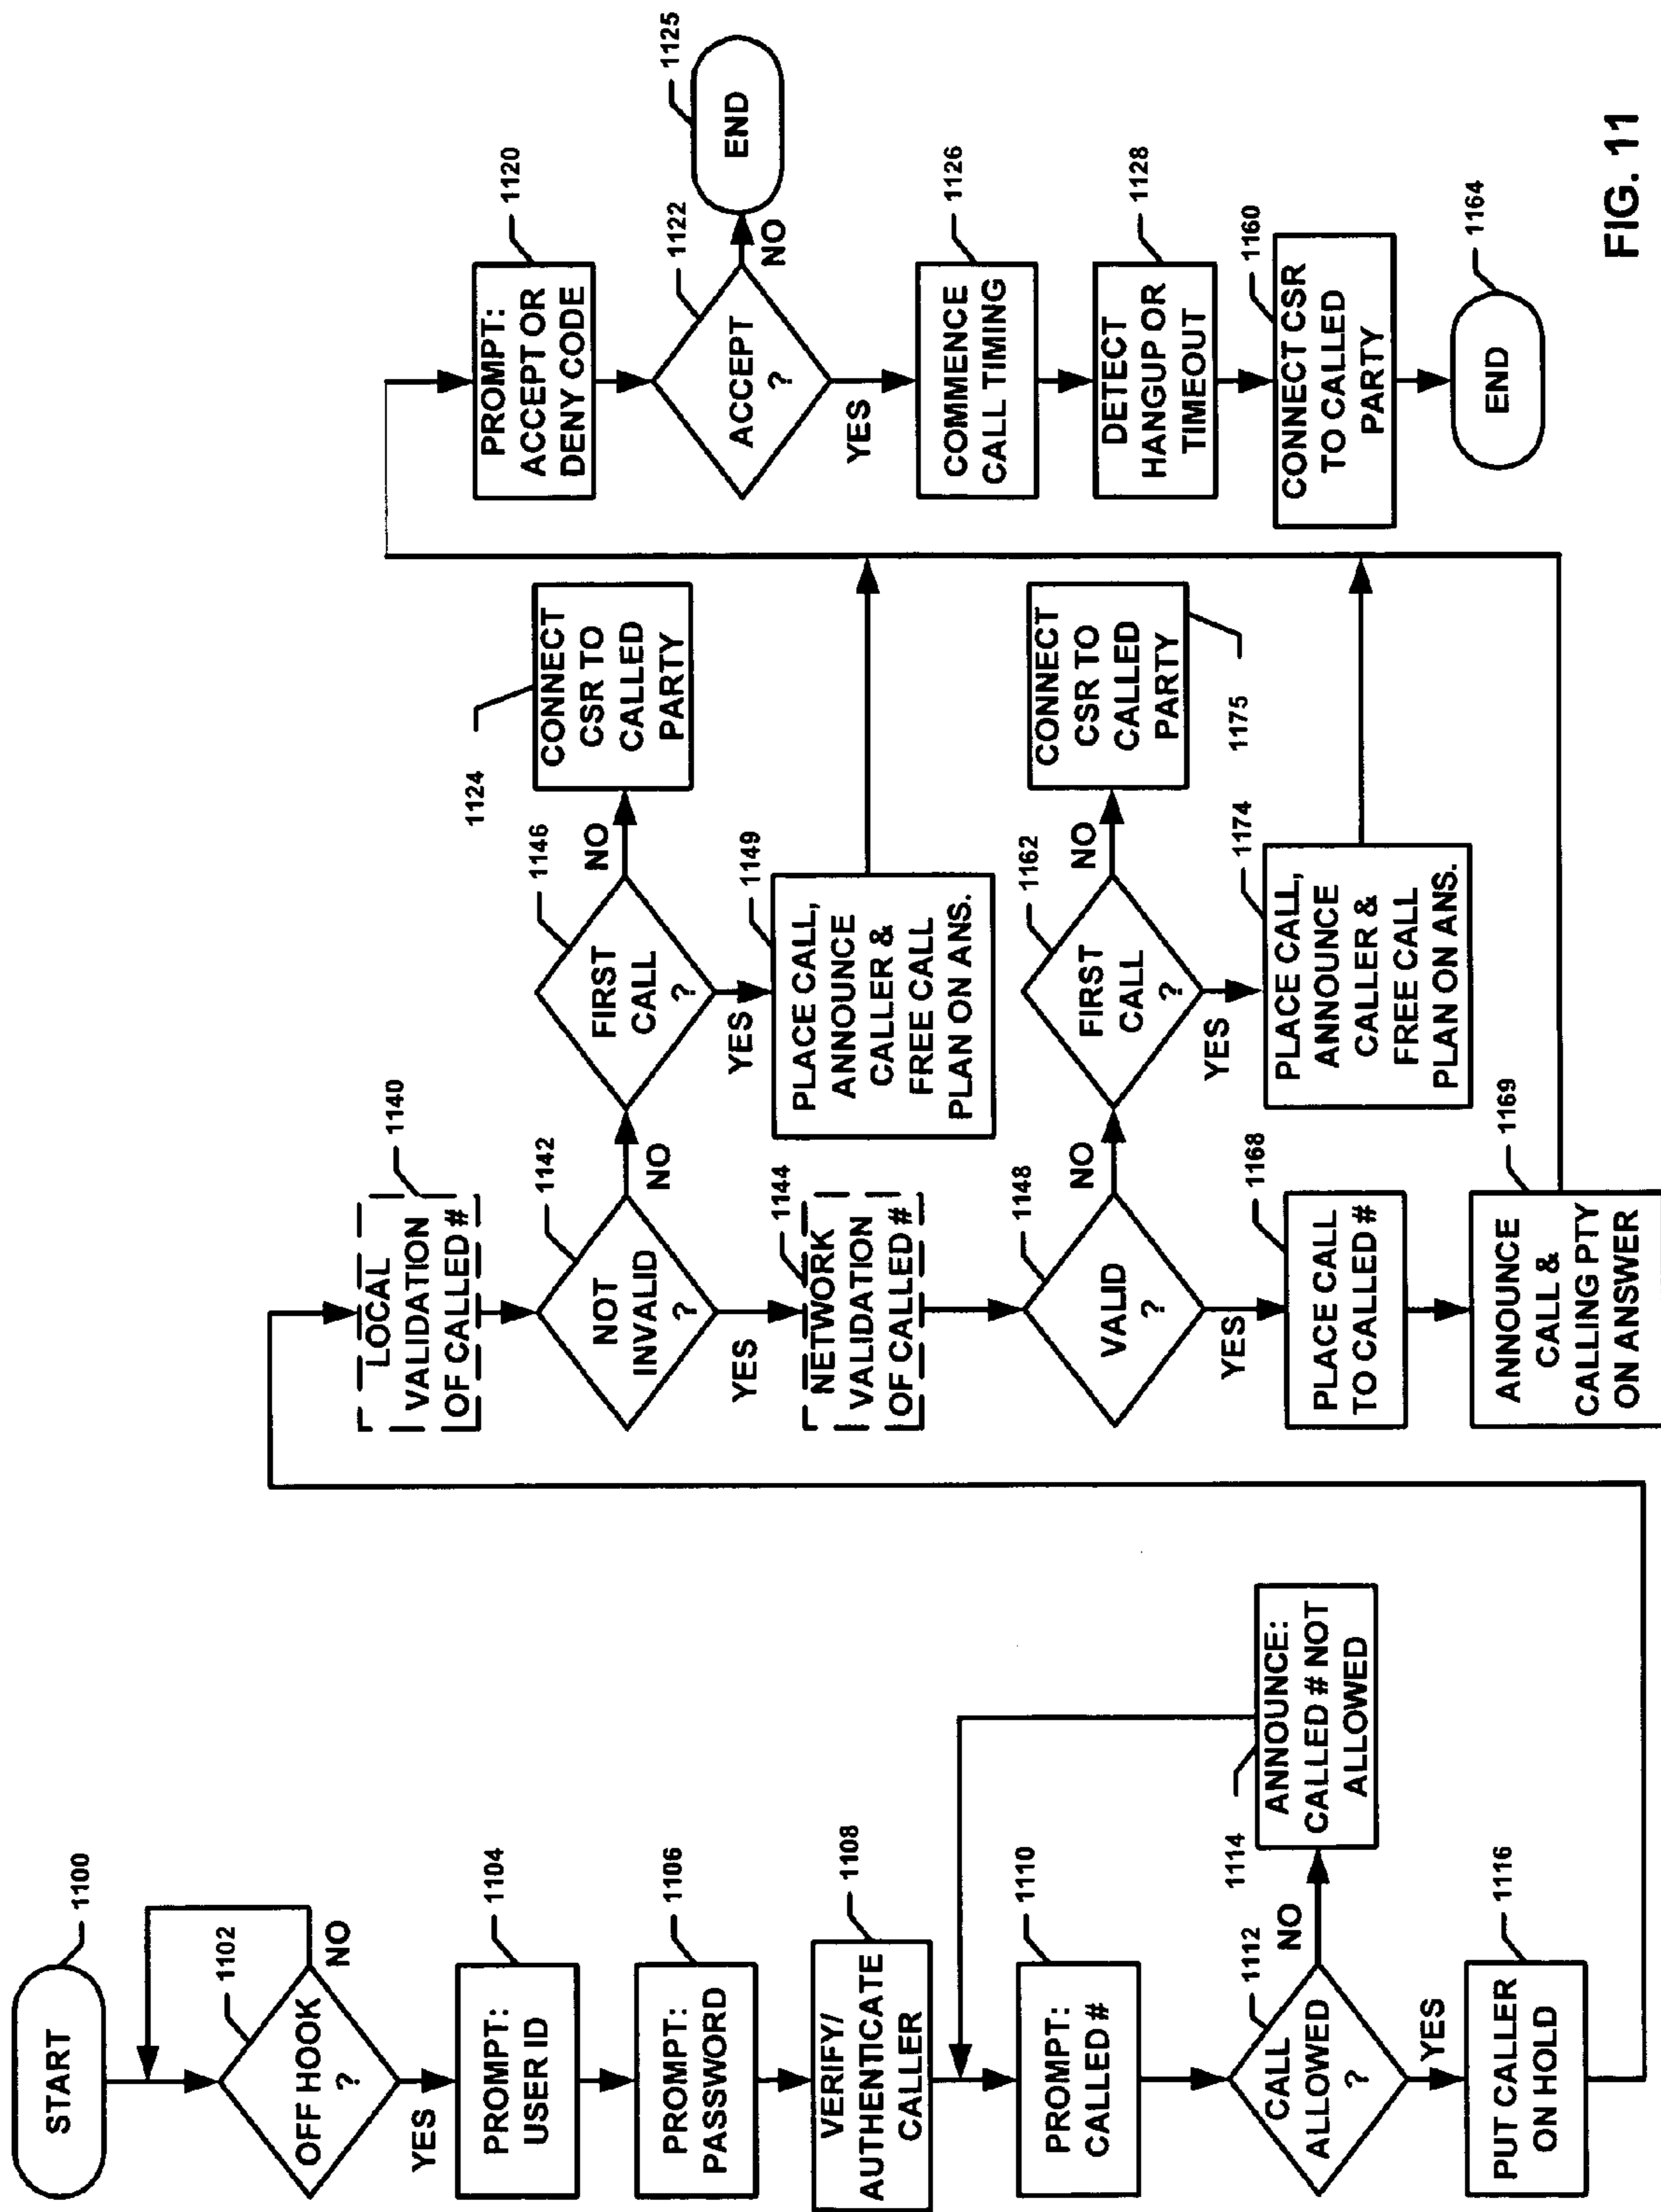 START
1100
OFF HOOK
?
1102
NO
YES
PROMPT:
USER ID
1104
PROMPT:
PASSWORD
1106
VERIFY/
AUTHENTICATE
CALLER
1108
PROMPT:
CALLED #
1110
CALL
ALLOWED
?
1112
NO
YES
1114
ANNOUNCE:
CALLED # NOT
ALLOWED
PUT CALLER
ON HOLD
1116
LOCAL
VALIDATION
OF CALLED #
1140
NOT
INVALID
?
1142
NO
YES
NETWORK
VALIDATION
OF CALLED #
1144
VALID
?
1148
NO
YES
PLACE CALL
TO CALLED #
1168
ANNOUNCE
CALL &
CALLING PTY
ON ANSWER
1169
FIRST
CALL
?
1146
NO
YES
1124
CONNECT
CSR TO
CALLED
PARTY
PLACE CALL,
ANNOUNCE
CALLER &
FREE CALL
PLAN ON ANS.
1149
FIRST
CALL
?
1162
NO
YES
CONNECT
CSR TO
CALLED
PARTY
1175
PLACE CALL,
ANNOUNCE
CALLER &
FREE CALL
PLAN ON ANS.
1174
PROMPT:
ACCEPT OR
DENY CODE
1120
ACCEPT
?
1122
NO
YES
END
1125
COMMENCE
CALL TIMING
1126
DETECT
HANGUP OR
TIMEOUT
1128
CONNECT CSR
TO CALLED
PARTY
1160
END
1164
FIG. 11